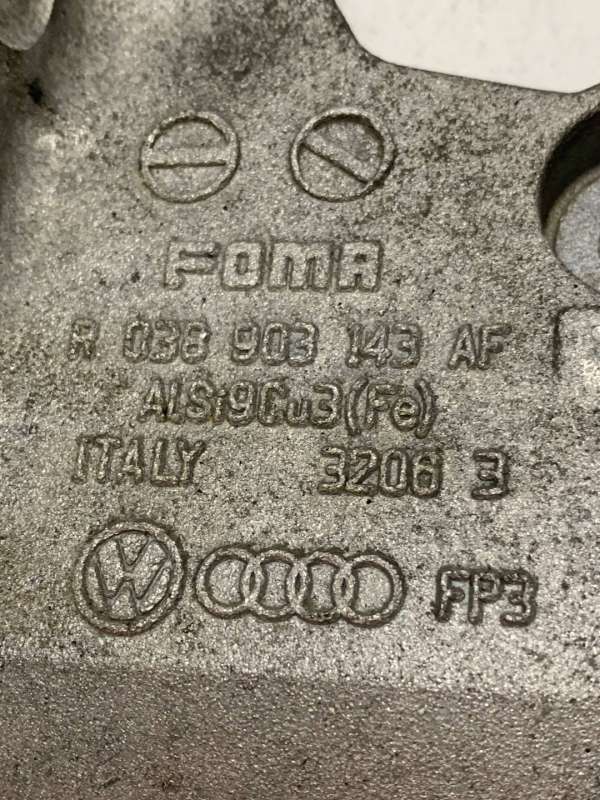 FOMA
R 038 903 143 AF
ALSi9Cu3(Fe)
ITALY 3206 3
VW FP3